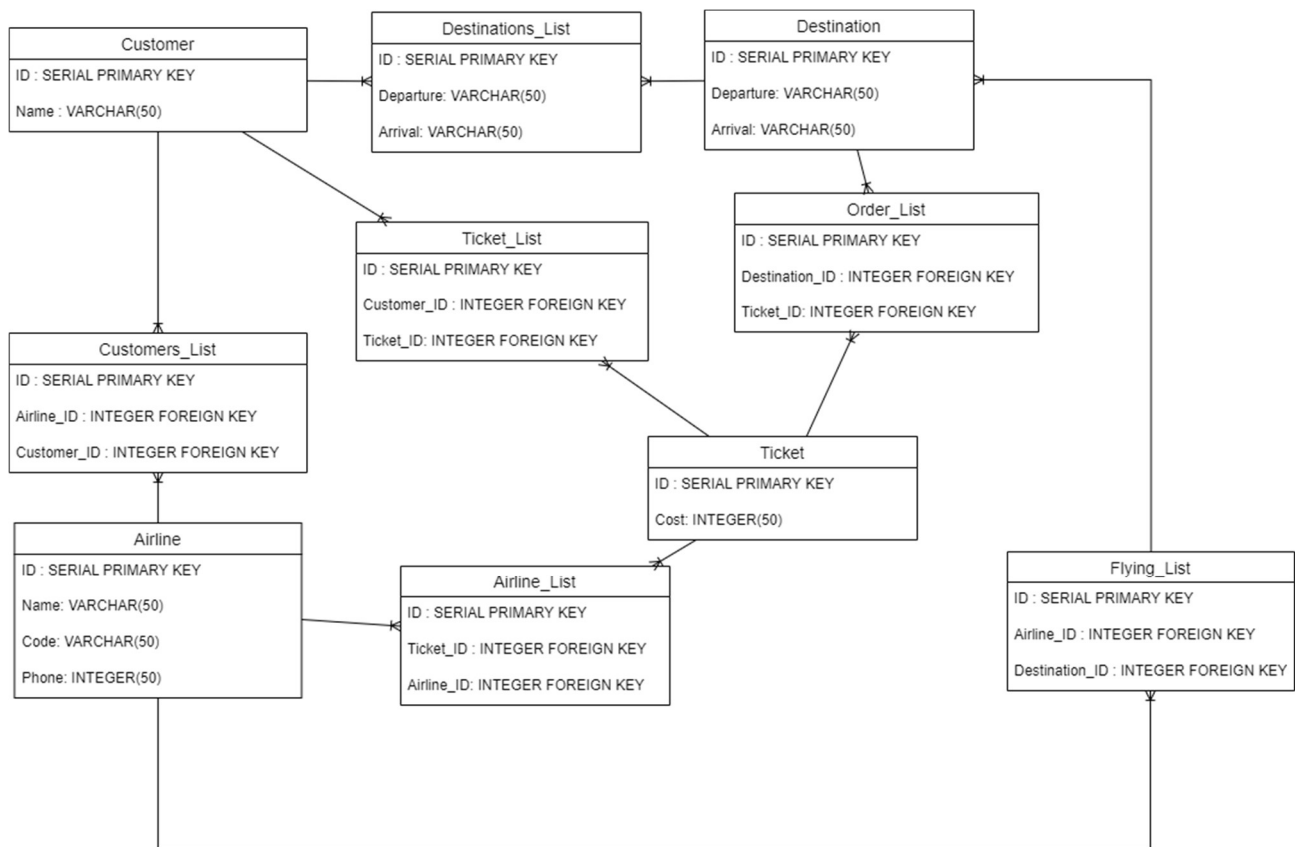 Customer
ID : SERIAL PRIMARY KEY
Name : VARCHAR(50)
Destinations_List
ID : SERIAL PRIMARY KEY
Departure: VARCHAR(50)
Arrival: VARCHAR(50)
Destination
ID : SERIAL PRIMARY KEY
Departure: VARCHAR(50)
Arrival: VARCHAR(50)
Ticket_List
ID : SERIAL PRIMARY KEY
Customer_ID : INTEGER FOREIGN KEY
Ticket_ID: INTEGER FOREIGN KEY
Order_List
ID : SERIAL PRIMARY KEY
Destination_ID : INTEGER FOREIGN KEY
Ticket_ID: INTEGER FOREIGN KEY
Customers_List
ID : SERIAL PRIMARY KEY
Airline_ID : INTEGER FOREIGN KEY
Customer_ID : INTEGER FOREIGN KEY
Ticket
ID : SERIAL PRIMARY KEY
Cost: INTEGER(50)
Airline
ID : SERIAL PRIMARY KEY
Name: VARCHAR(50)
Code: VARCHAR(50)
Phone: INTEGER(50)
Airline_List
ID : SERIAL PRIMARY KEY
Ticket_ID : INTEGER FOREIGN KEY
Airline_ID: INTEGER FOREIGN KEY
Flying_List
ID : SERIAL PRIMARY KEY
Airline_ID : INTEGER FOREIGN KEY
Destination_ID : INTEGER FOREIGN KEY